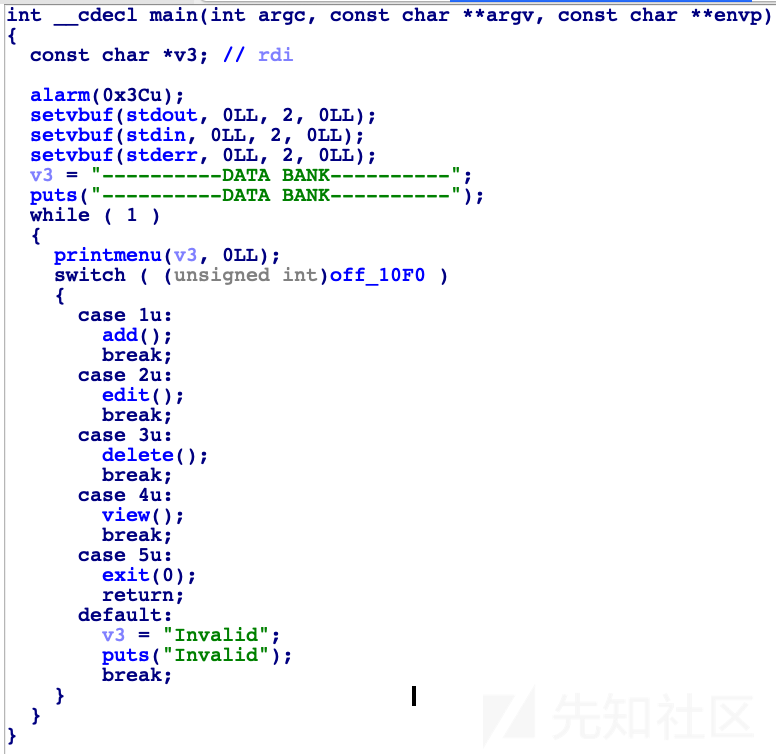 int __cdecl main(int argc, const char **argv, const char **envp)
{
  const char *v3; // rdi

  alarm(0x3Cu);
  setvbuf(stdout, 0LL, 2, 0LL);
  setvbuf(stdin, 0LL, 2, 0LL);
  setvbuf(stderr, 0LL, 2, 0LL);
  v3 = "----------DATA BANK----------";
  puts("----------DATA BANK----------");
  while ( 1 )
  {
    printmenu(v3, 0LL);
    switch ( (unsigned int)off_10F0 )
    {
      case 1u:
        add();
        break;
      case 2u:
        edit();
        break;
      case 3u:
        delete();
        break;
      case 4u:
        view();
        break;
      case 5u:
        exit(0);
        return;
      default:
        v3 = "Invalid";
        puts("Invalid");
        break;
    }
  }
}
先知社区